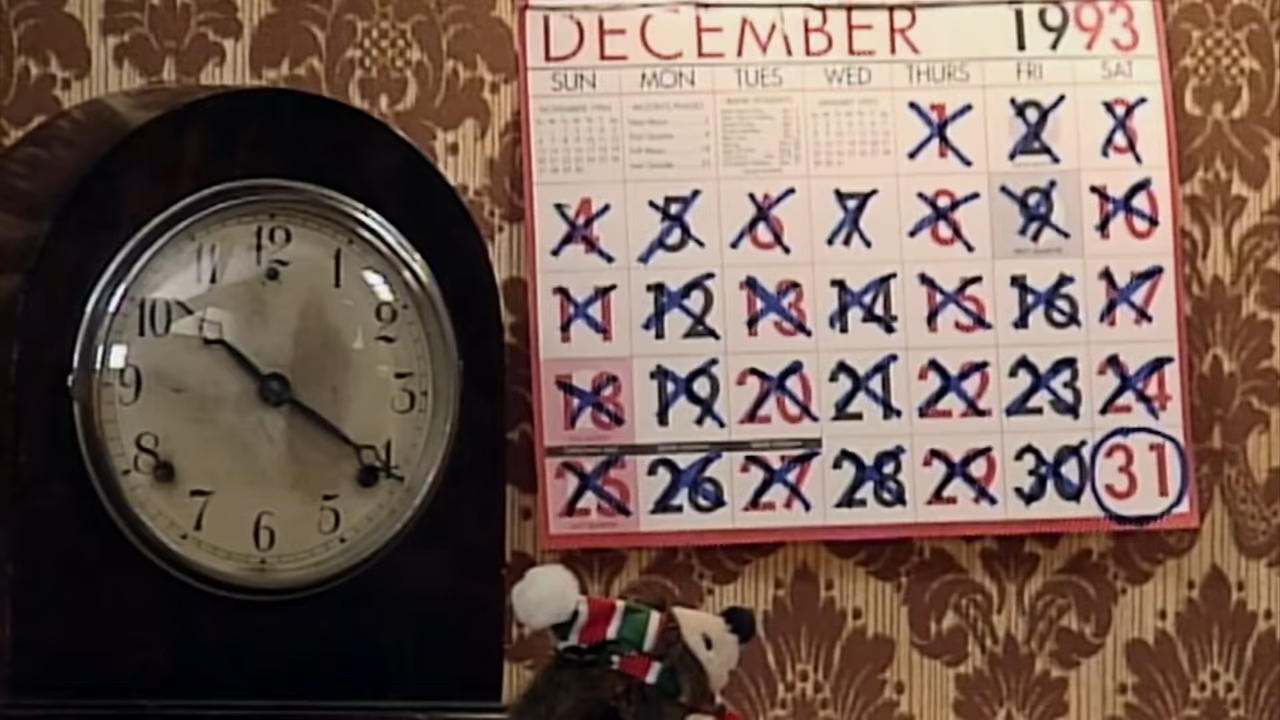 DECEMBER 1993
SUN MON TUES WED THURS FRI SAT
1 2 3
4 5 6 7 8 9 10
11 12 13 14 15 16 17
18 19 20 21 22 23 24
25 26 27 28 29 30 31
12
11 1
10 2
9 3
8 4
7 5
6